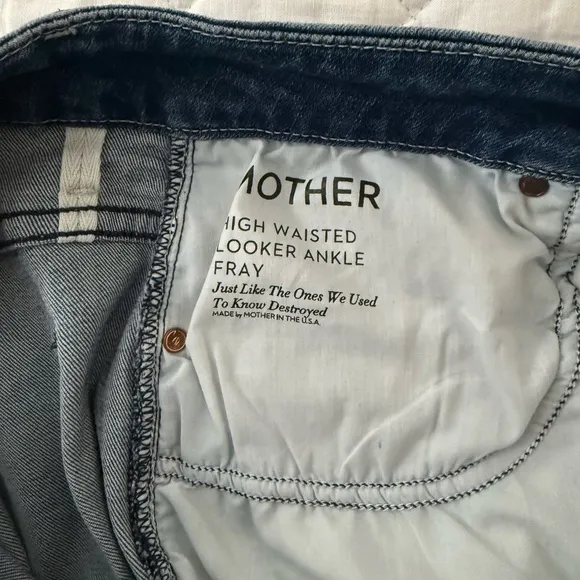 MOTHER
HIGH WAISTED
LOOKER ANKLE
FRAY
Just Like The Ones We Used
To Know Destroyed
MADE by MOTHER IN THE U.S.A.